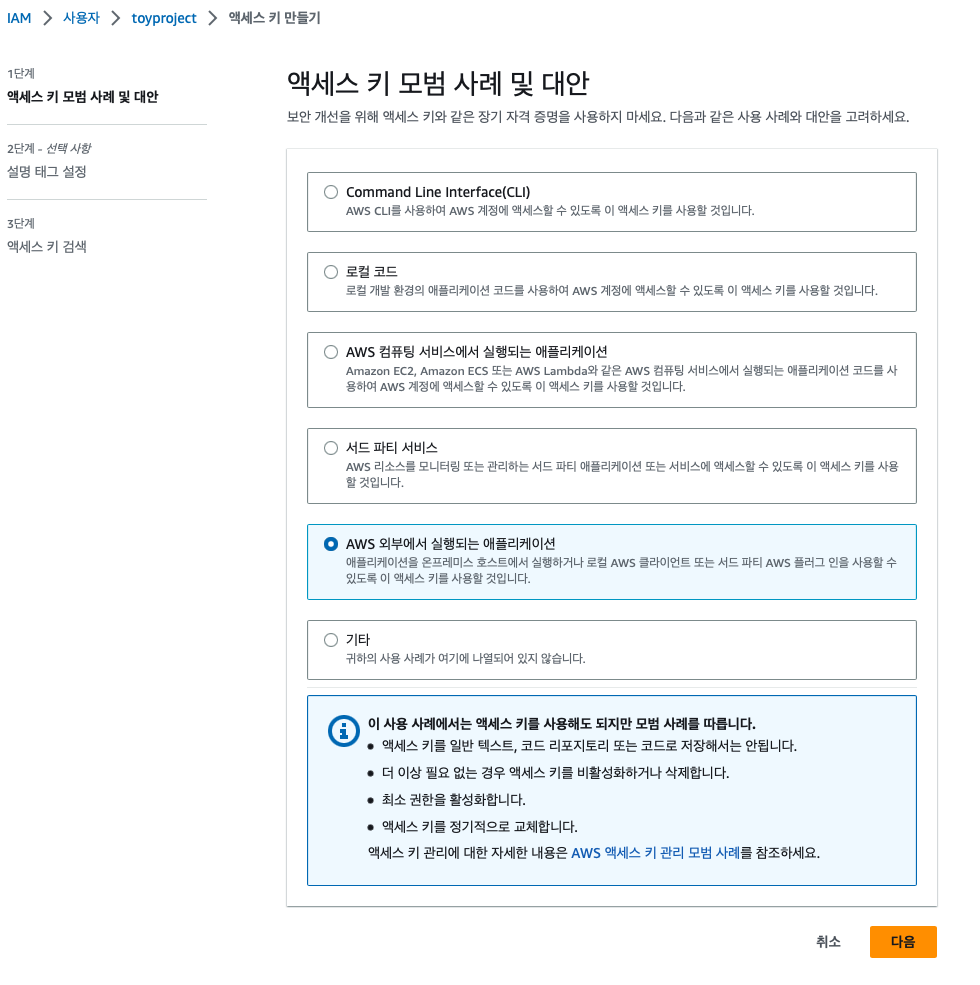 IAM > 사용자 > toyproject > 액세스 키 만들기
1단계
액세스 키 모범 사례 및 대안
2단계 - 선택 사항
설명 태그 설정
3단계
액세스 키 검색
액세스 키 모범 사례 및 대안
보안 개선을 위해 액세스 키와 같은 장기 자격 증명을 사용하지 마세요. 다음과 같은 사용 사례와 대안을 고려하세요.
Command Line Interface(CLI)
AWS CLI를 사용하여 AWS 계정에 액세스할 수 있도록 이 액세스 키를 사용할 것입니다.
로컬 코드
로컬 개발 환경의 애플리케이션 코드를 사용하여 AWS 계정에 액세스할 수 있도록 이 액세스 키를 사용할 것입니다.
AWS 컴퓨팅 서비스에서 실행되는 애플리케이션
Amazon EC2, Amazon ECS 또는 AWS Lambda와 같은 AWS 컴퓨팅 서비스에서 실행되는 애플리케이션 코드를 사
용하여 AWS 계정에 액세스할 수 있도록 이 액세스 키를 사용할 것입니다.
서드 파티 서비스
AWS 리소스를 모니터링 또는 관리하는 서드 파티 애플리케이션 또는 서비스에 액세스할 수 있도록 이 액세스 키를 사용
할 것입니다.
AWS 외부에서 실행되는 애플리케이션
애플리케이션을 온프레미스 호스트에서 실행하거나 로컬 AWS 클라이언트 또는 서드 파티 AWS 플러그 인을 사용할 수
있도록 이 액세스 키를 사용할 것입니다.
기타
귀하의 사용 사례가 여기에 나열되어 있지 않습니다.
이 사용 사례에서는 액세스 키를 사용해도 되지만 모범 사례를 따릅니다.
• 액세스 키를 일반 텍스트, 코드 리포지토리 또는 코드로 저장해서는 안됩니다.
• 더 이상 필요 없는 경우 액세스 키를 비활성화하거나 삭제합니다.
• 최소 권한을 활성화합니다.
• 액세스 키를 정기적으로 교체합니다.
액세스 키 관리에 대한 자세한 내용은 AWS 액세스 키 관리 모범 사례를 참조하세요.
취소 다음